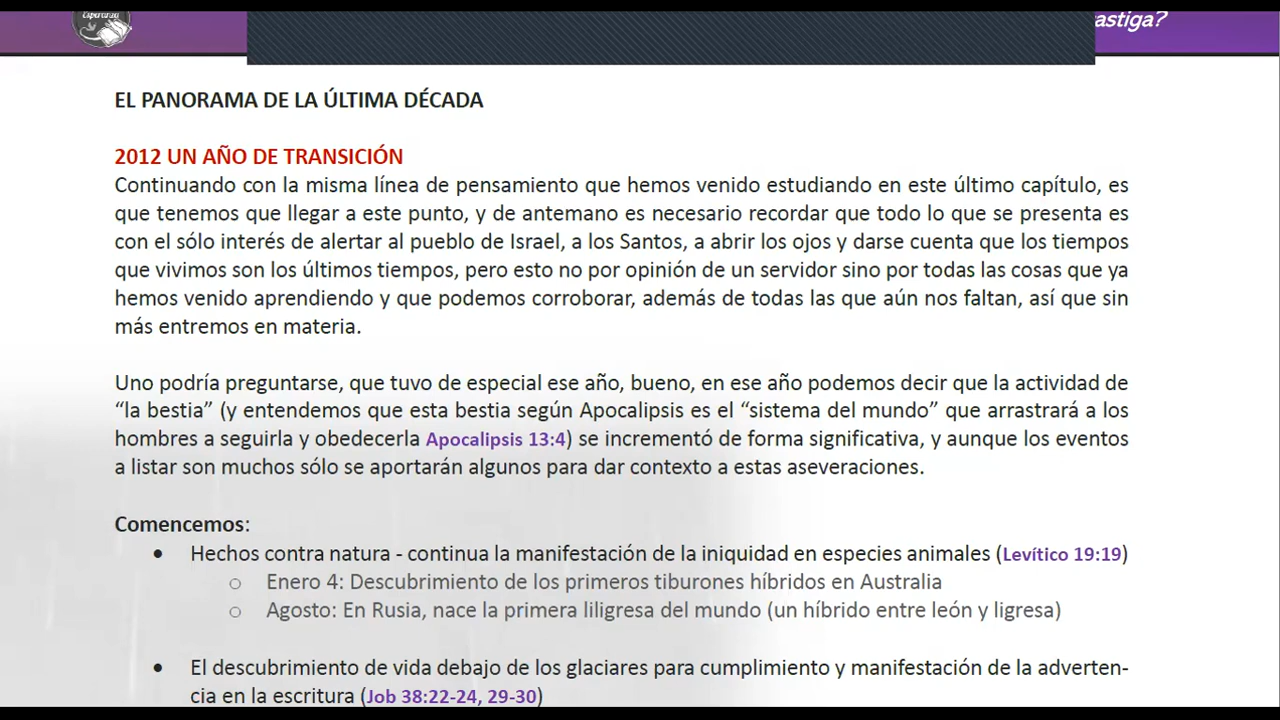 Esperanza
astiga?
EL PANORAMA DE LA ÚLTIMA DÉCADA
2012 UN AÑO DE TRANSICIÓN
Continuando con la misma línea de pensamiento que hemos venido estudiando en este último capítulo, es
que tenemos que llegar a este punto, y de antemano es necesario recordar que todo lo que se presenta es
con el sólo interés de alertar al pueblo de Israel, a los Santos, a abrir los ojos y darse cuenta que los tiempos
que vivimos son los últimos tiempos, pero esto no por opinión de un servidor sino por todas las cosas que ya
hemos venido aprendiendo y que podemos corroborar, además de todas las que aún nos faltan, así que sin
más entremos en materia.
Uno podría preguntarse, que tuvo de especial ese año, bueno, en ese año podemos decir que la actividad de
“la bestia” (y entendemos que esta bestia según Apocalipsis es el “sistema del mundo” que arrastrará a los
hombres a seguirla y obedecerla Apocalipsis 13:4) se incrementó de forma significativa, y aunque los eventos
a listar son muchos sólo se aportarán algunos para dar contexto a estas aseveraciones.
Comencemos:
• Hechos contra natura - continua la manifestación de la iniquidad en especies animales (Levítico 19:19)
○ Enero 4: Descubrimiento de los primeros tiburones híbridos en Australia
○ Agosto: En Rusia, nace la primera liligresa del mundo (un híbrido entre león y ligresa)
• El descubrimiento de vida debajo de los glaciares para cumplimiento y manifestación de la adverten-
cia en la escritura (Job 38:22-24, 29-30)